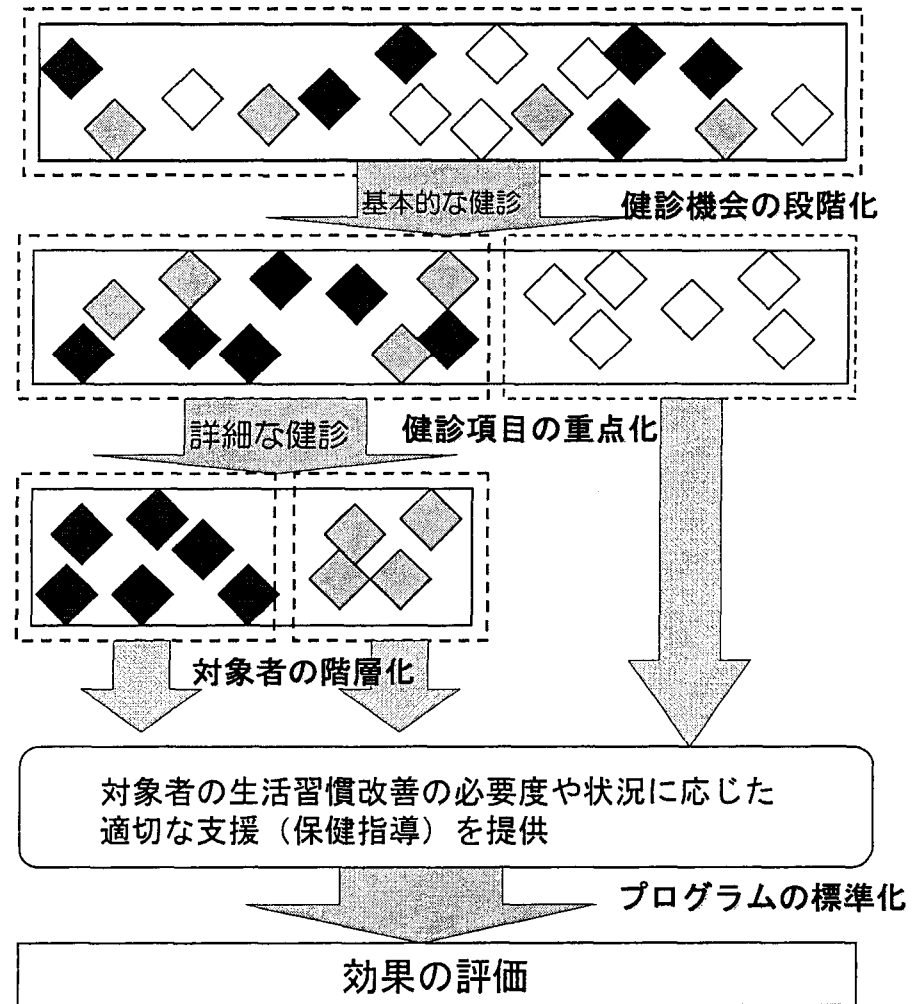 基本的な健診
健診機会の段階化
詳細な健診
健診項目の重点化
対象者の階層化
対象者の生活習慣改善の必要度や状況に応じた
適切な支援（保健指導）を提供
プログラムの標準化
効果の評価